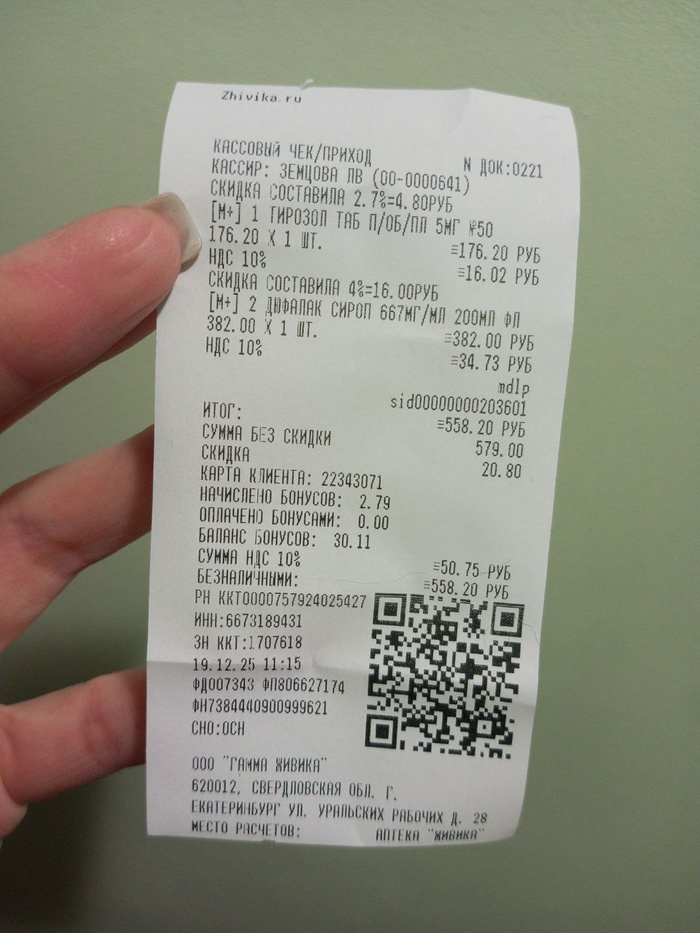 Zhivika.ru
КАССОВЫЙ ЧЕК/ПРИХОД N ДОК:0221
КАССИР: ЗЕМЦОВА ЛВ (00-0000641)
СКИДКА СОСТАВИЛА 2.7%=4.80РУБ
[М+] 1 ТИРОЗОЛ ТАБ П/ОБ/ПЛ 5МГ №50
176.20 X 1 ШТ. ≡176.20 РУБ
НДС 10% ≡16.02 РУБ
СКИДКА СОСТАВИЛА 4%=16.00РУБ
[М+] 2 ДЮФАЛАК СИРОП 667МГ/МЛ 200МЛ ФЛ
382.00 X 1 ШТ. ≡382.00 РУБ
НДС 10% ≡34.73 РУБ
mdlp
sid00000000203601
ИТОГ: ≡558.20 РУБ
СУММА БЕЗ СКИДКИ 579.00
СКИДКА 20.80
КАРТА КЛИЕНТА: 22343071
НАЧИСЛЕНО БОНУСОВ: 2.79
ОПЛАЧЕНО БОНУСАМИ: 0.00
БАЛАНС БОНУСОВ: 30.11
СУММА НДС 10% ≡50.75 РУБ
БЕЗНАЛИЧНЫМИ: ≡558.20 РУБ
РН ККТ0000757924025427
ИНН:6673189431
ЗН ККТ:1707618
19.12.25 11:15
ФД007343 ФП806627174
ФН7384440900999621
СНО:ОСН
ООО "ГАММА ЖИВИКА"
620012, СВЕРДЛОВСКАЯ ОБЛ. Г.
ЕКАТЕРИНБУРГ УЛ. УРАЛЬСКИХ РАБОЧИХ Д. 28
МЕСТО РАСЧЕТОВ: АПТЕКА "ЖИВИКА"